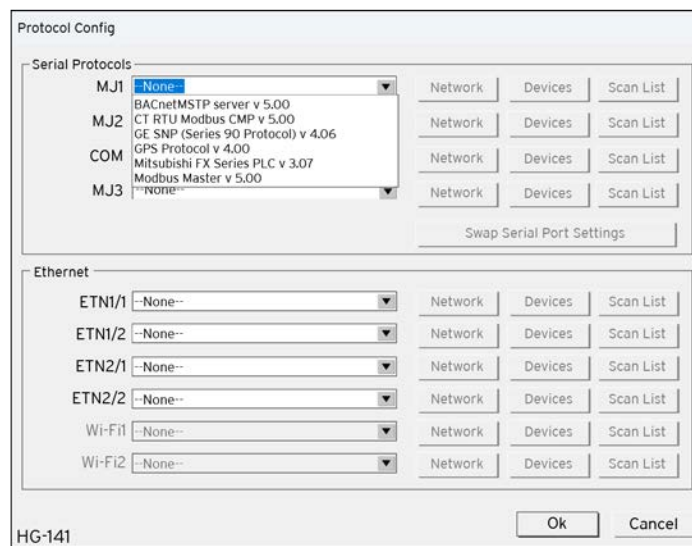 Protocol Config
Serial Protocols
MJ1 --None-- Network Devices Scan List
BACnetMSTP server v 5.00
MJ2 CT RTU Modbus CMP v 5.00 Network Devices Scan List
GE SNP (Series 90 Protocol) v 4.06
COM GPS Protocol v 4.00 Network Devices Scan List
Mitsubishi FX Series PLC v 3.07
Modbus Master v 5.00
MJ3 --None-- Network Devices Scan List
Swap Serial Port Settings
Ethernet
ETN1/1 --None-- Network Devices Scan List
ETN1/2 --None-- Network Devices Scan List
ETN2/1 --None-- Network Devices Scan List
ETN2/2 --None-- Network Devices Scan List
Wi-Fi1 --None-- Network Devices Scan List
Wi-Fi2 --None-- Network Devices Scan List
Ok Cancel
HG-141